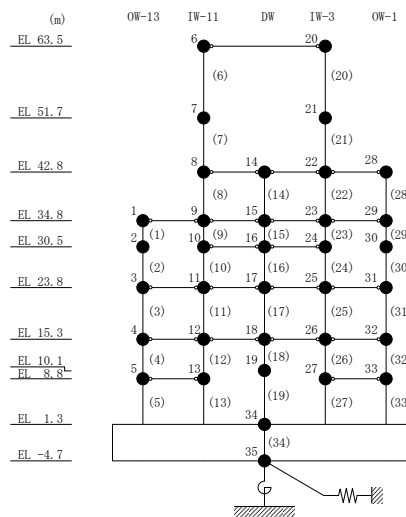 (m) OW-13 IW-11 DW IW-3 OW-1
EL 63.5 6 20
(6) (20)
EL 51.7 7 21
(7) (21)
EL 42.8 8 14 22 28
(8) (14) (22) (28
EL 34.8 1 9 15 23 29
(1) (9) (15) (23) (29
EL 30.5 2 10 16 24 30
(2) (10) (16) (24) (30
EL 23.8 3 11 17 25 31
(3) (11) (17) (25) (31
EL 15.3 4 12 18 26 32
(4) (12) (18) (26) (32
EL 10.1 19
EL 8.8 5 13 27 33
(5) (13) (19) (27) (33
EL 1.3 34
(34)
EL -4.7 35